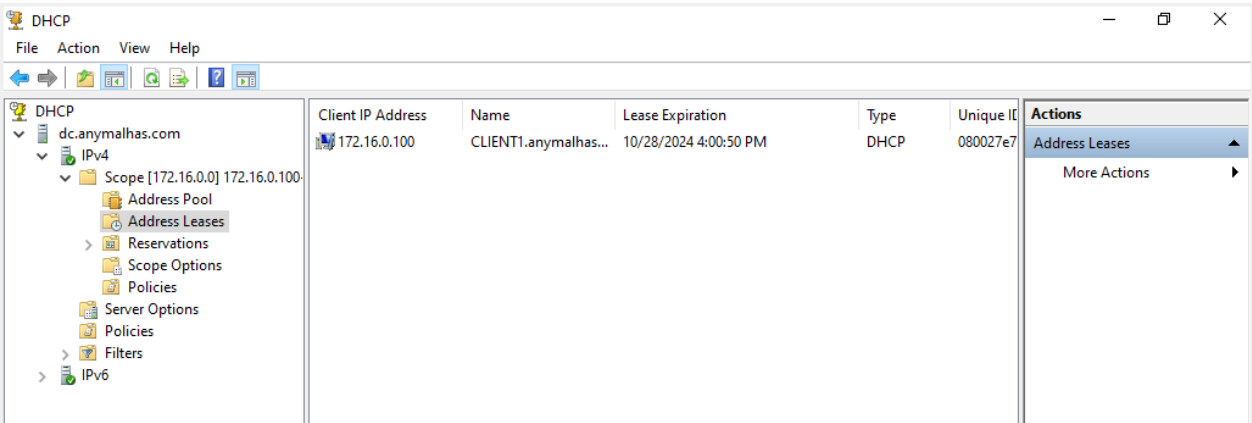 DHCP
File Action View Help
DHCP
dc.anymalhas.com
IPv4
Scope [172.16.0.0] 172.16.0.100-
Address Pool
Address Leases
Reservations
Scope Options
Policies
Server Options
Policies
Filters
IPv6
Client IP Address Name Lease Expiration Type Unique ID
172.16.0.100 CLIENT1.anymalhas... 10/28/2024 4:00:50 PM DHCP 080027e7
Actions
Address Leases
More Actions